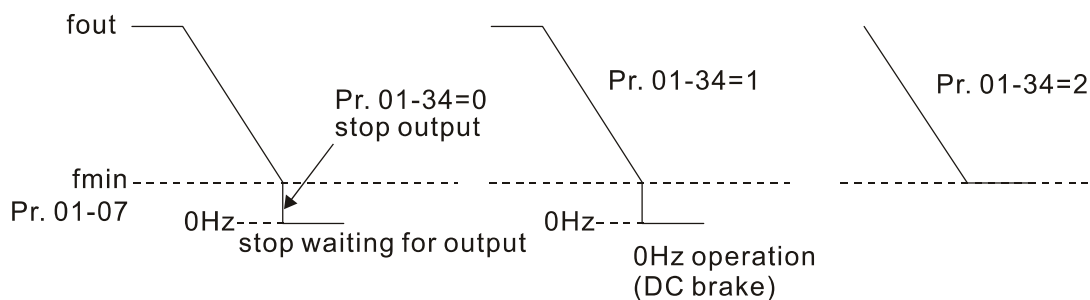 fout
Pr. 01-34=0
stop output
fmin
Pr. 01-07
0Hz
stop waiting for output
Pr. 01-34=1
0Hz
0Hz operation
(DC brake)
Pr. 01-34=2